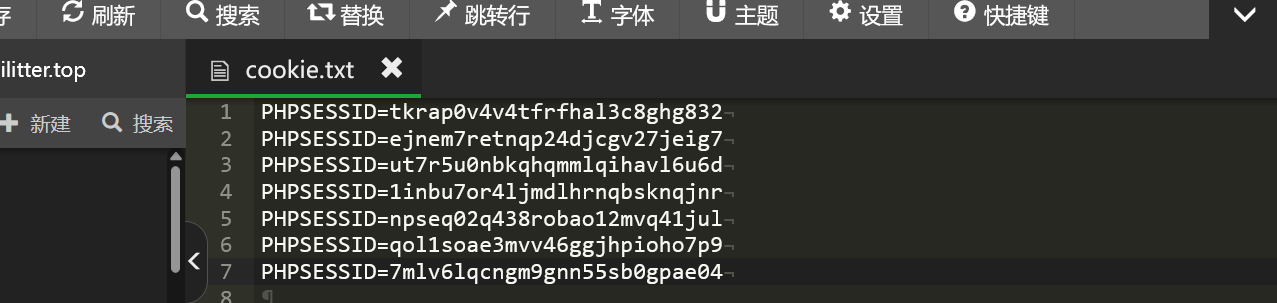 存 刷新 搜索 替换 跳转行 字体 主题 设置 快捷键
ilitter.top cookie.txt
新建 搜索
1 PHPSESSID=tkrap0v4v4tfrfhal3c8ghg832
2 PHPSESSID=ejnem7retnqp24djcgv27jeig7
3 PHPSESSID=ut7r5u0nbkqhqmmlqihavl6u6d
4 PHPSESSID=1inbu7or4ljmdlhrnqbsknqjnr
5 PHPSESSID=npseq02q438robao12mvq41jul
6 PHPSESSID=qol1soae3mvv46ggjhpioho7p9
7 PHPSESSID=7mlv6lqcngm9gnn55sb0gpae04
8